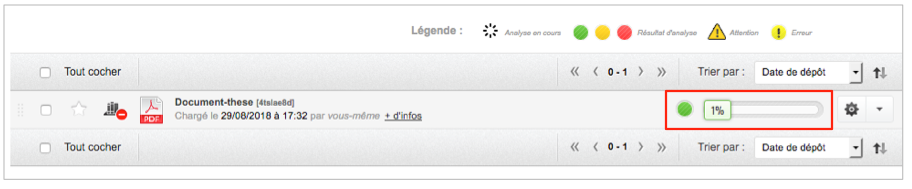 Légende : Analyse en cours Résultat d'analyse Attention Erreur
Tout cocher « < 0 - 1 > » Trier par : Date de dépôt
PDF Document-these [4tsiae8d] 1%
Chargé le 29/08/2018 à 17:32 par vous-même + d'infos
Tout cocher « < 0 - 1 > » Trier par : Date de dépôt